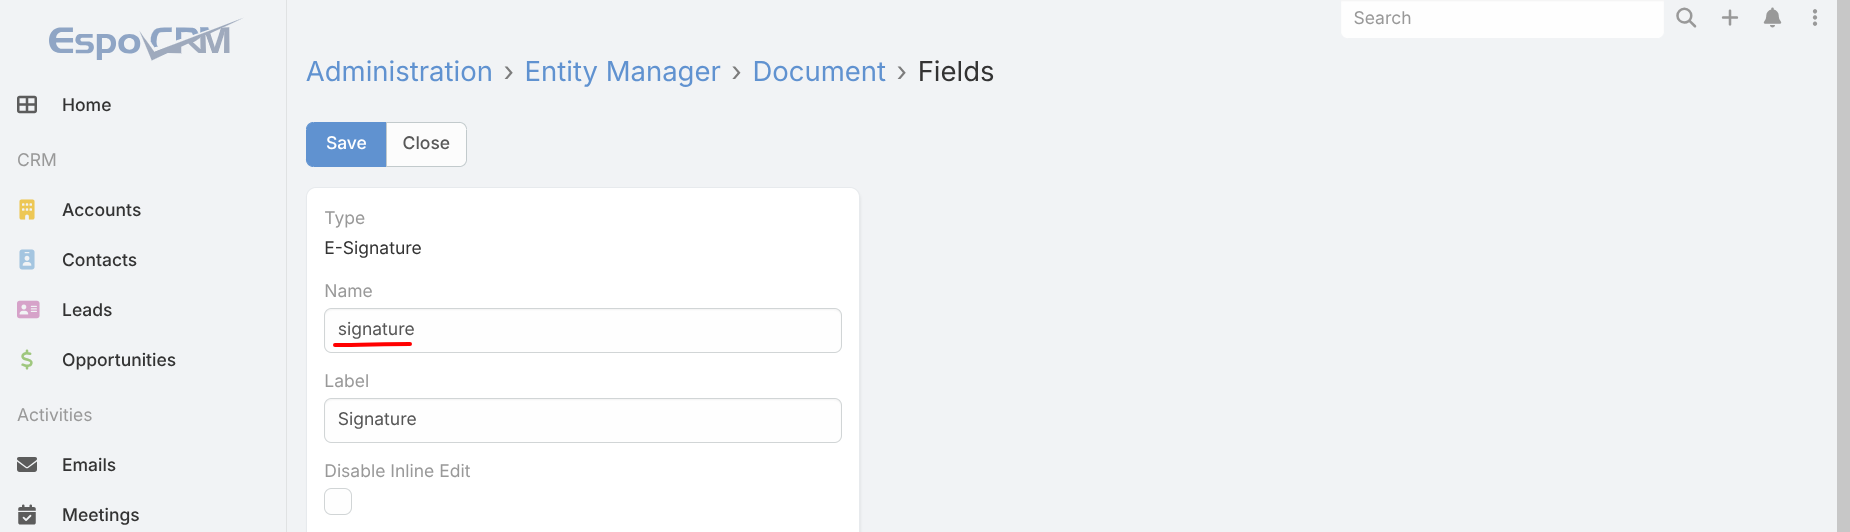 EspoCRM
Search
Administration › Entity Manager › Document › Fields
Home
Save
Close
CRM
Accounts
Contacts
Leads
Opportunities
Activities
Emails
Meetings
Type
E-Signature
Name
signature
Label
Signature
Disable Inline Edit